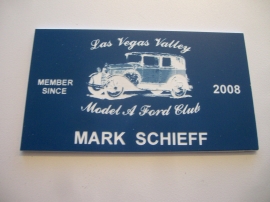 Las Vegas Valley
MEMBER SINCE 2008
Model A Ford Club
MARK SCHIEFF